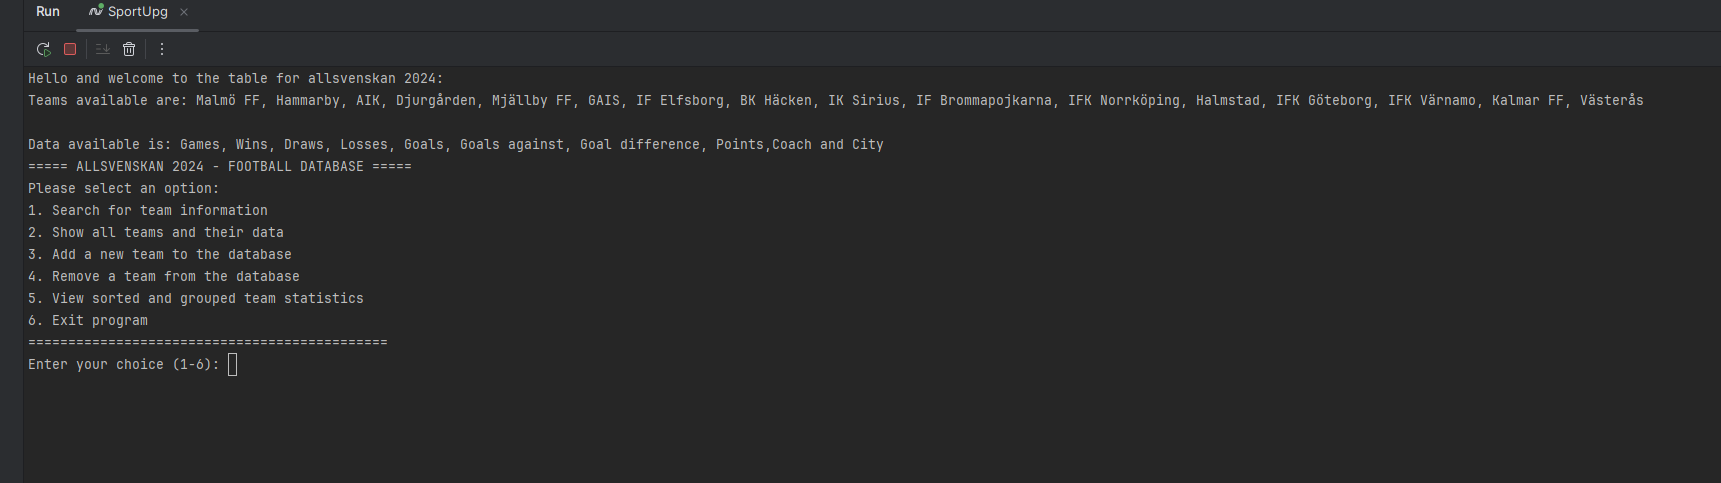 Run SportUpg
Hello and welcome to the table for allsvenskan 2024:
Teams available are: Malmö FF, Hammarby, AIK, Djurgården, Mjällby FF, GAIS, IF Elfsborg, BK Häcken, IK Sirius, IF Brommapojkarna, IFK Norrköping, Halmstad, IFK Göteborg, IFK Värnamo, Kalmar FF, Västerås
Data available is: Games, Wins, Draws, Losses, Goals, Goals against, Goal difference, Points,Coach and City
===== ALLSVENSKAN 2024 - FOOTBALL DATABASE =====
Please select an option:
1. Search for team information
2. Show all teams and their data
3. Add a new team to the database
4. Remove a team from the database
5. View sorted and grouped team statistics
6. Exit program
=============================================
Enter your choice (1-6):